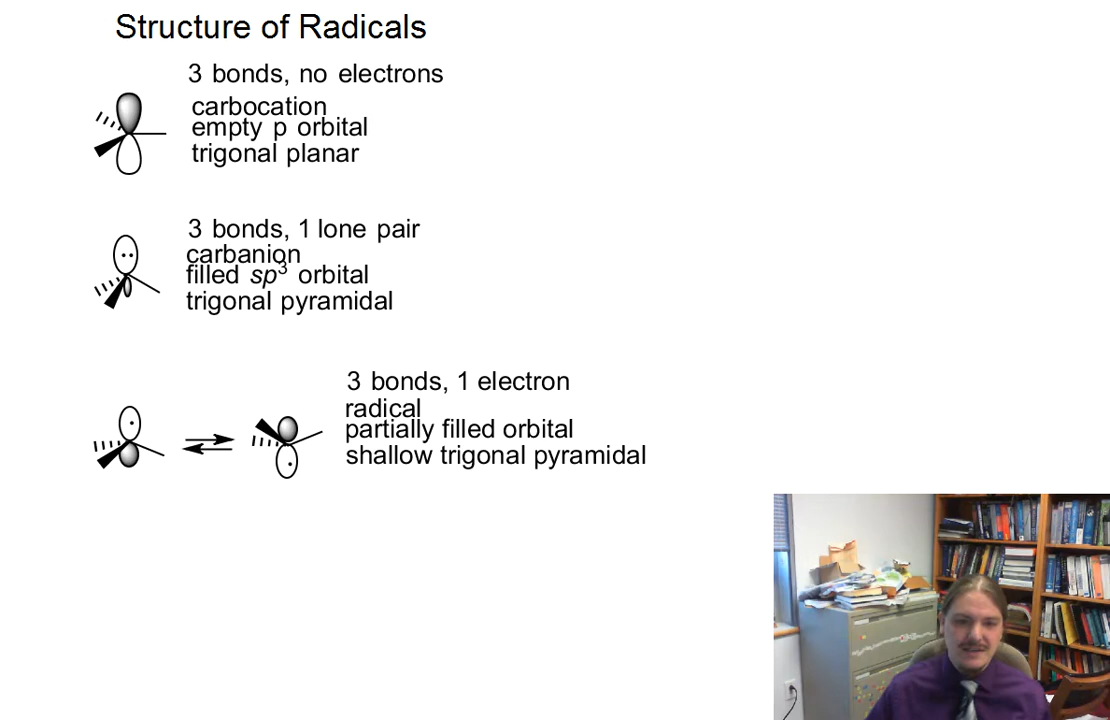 Structure of Radicals
3 bonds, no electrons
carbocation
empty p orbital
trigonal planar
3 bonds, 1 lone pair
carbanion
filled sp³ orbital
trigonal pyramidal
3 bonds, 1 electron
radical
partially filled orbital
shallow trigonal pyramidal